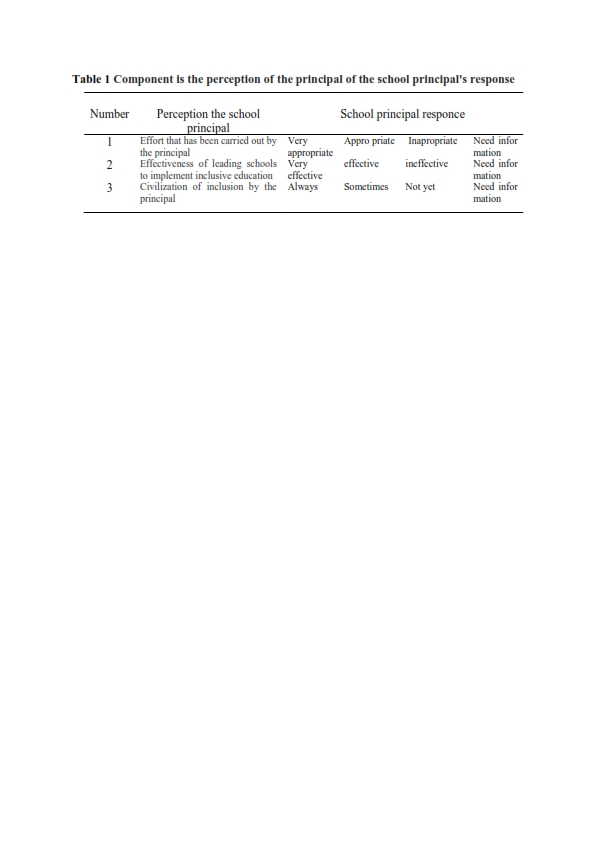 Table 1 Component is the perception of the principal of the school principal's response
Number Perception the school School principal responce
principal
1 Effort that has been carried out by Very Appro priate Inapropriate Need infor
the principal appropriate mation
2 Effectiveness of leading schools Very effective ineffective Need infor
to implement inclusive education effective mation
3 Civilization of inclusion by the Always Sometimes Not yet Need infor
principal mation